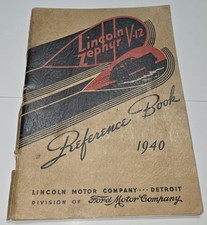 Lincoln
Zephyr V-12
Reference Book
1940
LINCOLN MOTOR COMPANY ··· DETROIT
DIVISION OF Ford Motor Company